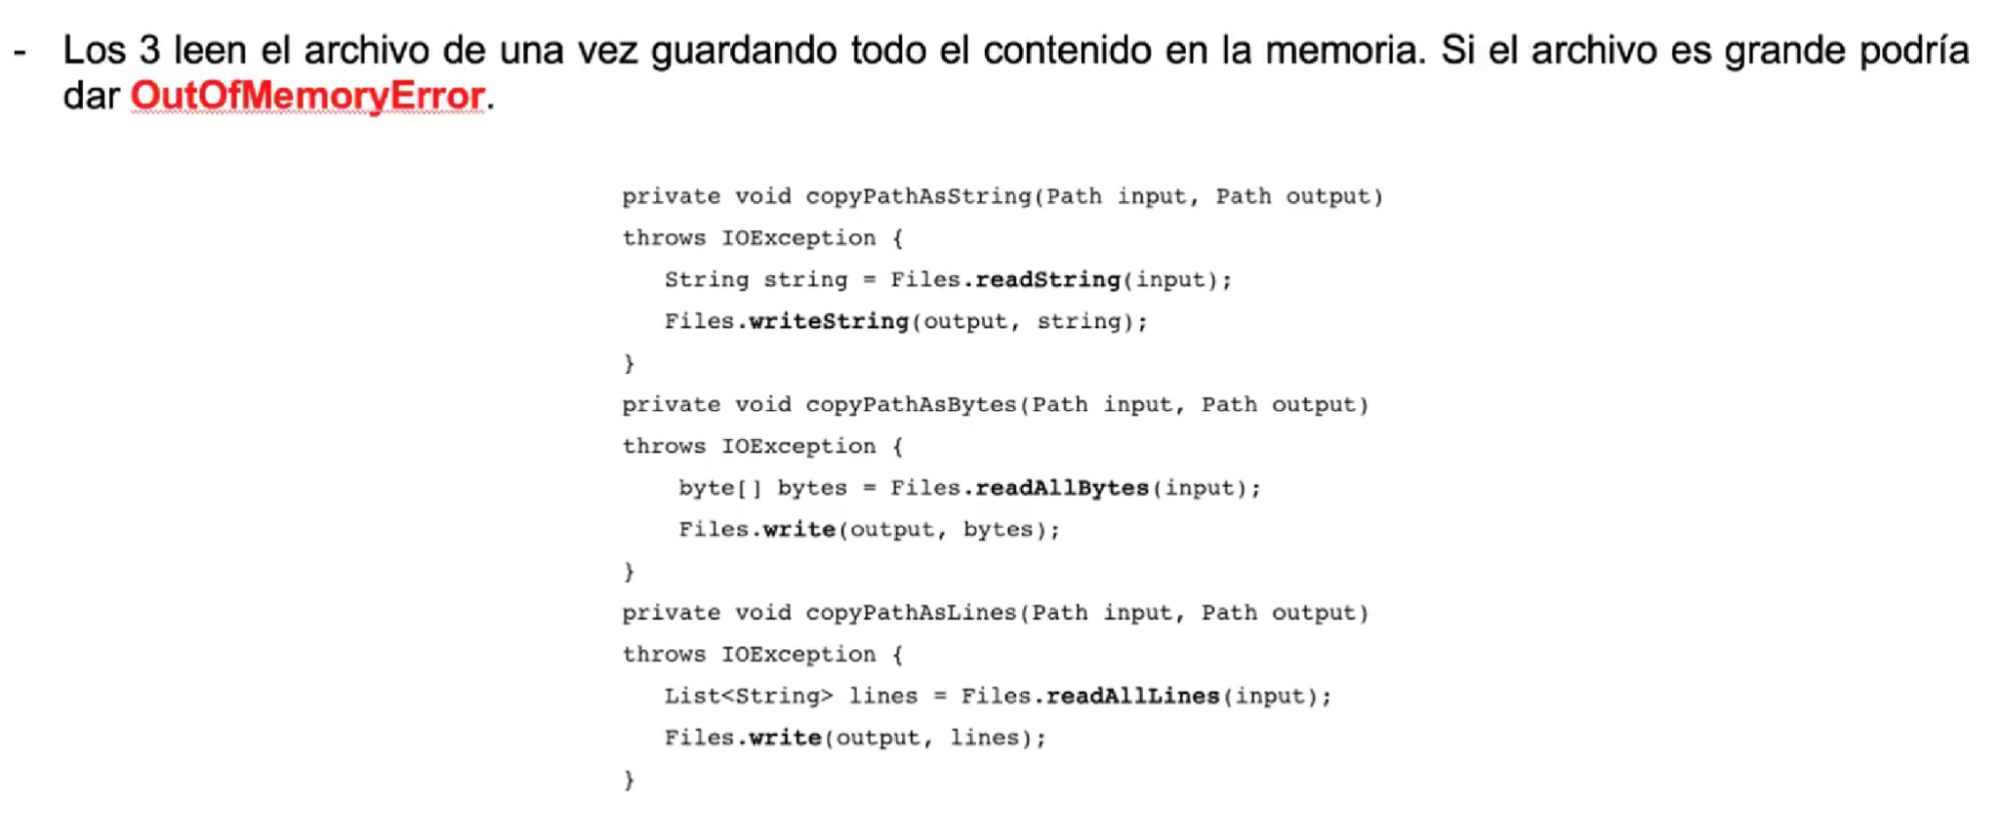 - Los 3 leen el archivo de una vez guardando todo el contenido en la memoria. Si el archivo es grande podría
dar OutOfMemoryError.
private void copyPathAsString(Path input, Path output)
throws IOException {
String string = Files.readString(input);
Files.writeString(output, string);
}
private void copyPathAsBytes(Path input, Path output)
throws IOException {
byte[] bytes = Files.readAllBytes(input);
Files.write(output, bytes);
}
private void copyPathAsLines(Path input, Path output)
throws IOException {
List<String> lines = Files.readAllLines(input);
Files.write(output, lines);
}